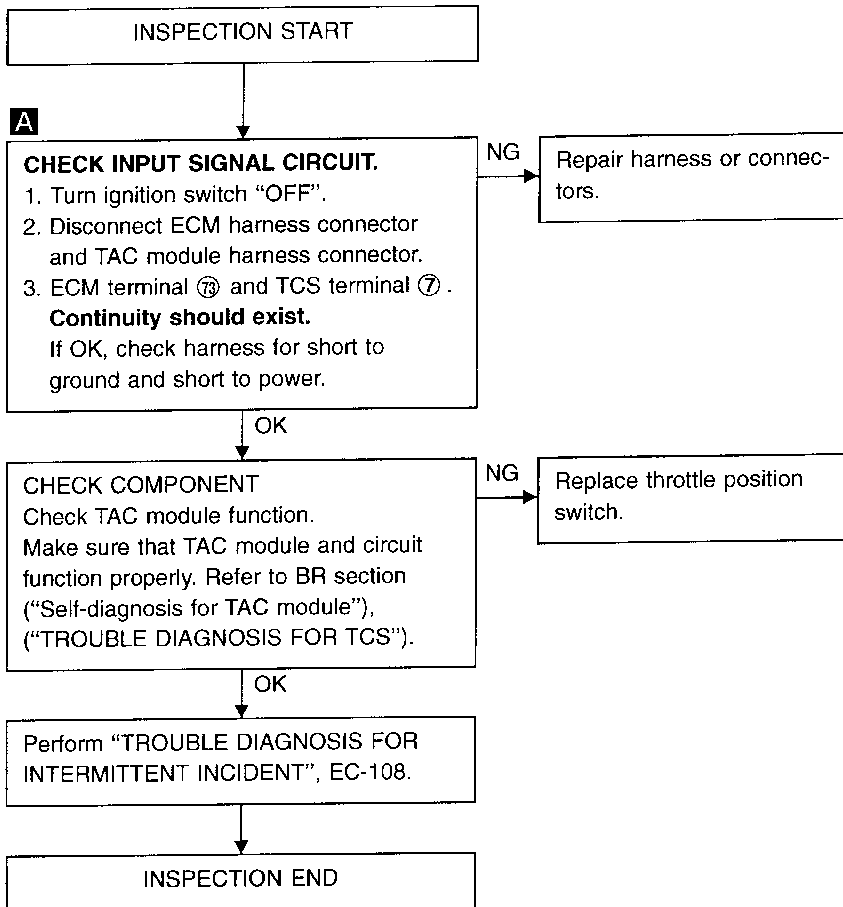 INSPECTION START
A
CHECK INPUT SIGNAL CIRCUIT.
1. Turn ignition switch “OFF”.
2. Disconnect ECM harness connector
and TAC module harness connector.
3. ECM terminal 73 and TCS terminal 7 .
Continuity should exist.
If OK, check harness for short to
ground and short to power.
NG
Repair harness or connec-
tors.
OK
CHECK COMPONENT
Check TAC module function.
Make sure that TAC module and circuit
function properly. Refer to BR section
(“Self-diagnosis for TAC module”),
(“TROUBLE DIAGNOSIS FOR TCS”).
NG
Replace throttle position
switch.
OK
Perform “TROUBLE DIAGNOSIS FOR
INTERMITTENT INCIDENT”, EC-108.
INSPECTION END